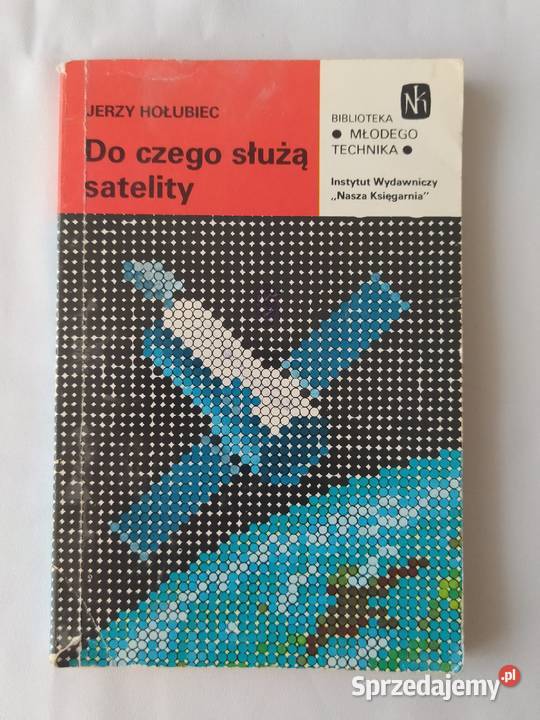 JERZY HOŁUBIEC
Do czego służą
satelity
NK
BIBLIOTEKA
● MŁODEGO
TECHNIKA ●
Instytut Wydawniczy
„Nasza Księgarnia"
Sprzedajemy.pl